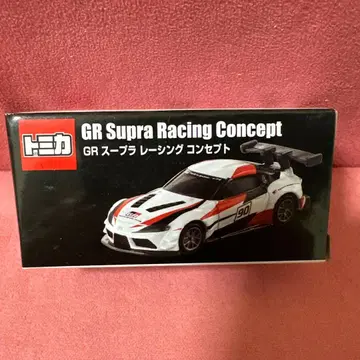 トミカ
GR Supra Racing Concept
GR スープラ レーシング コンセプト
90